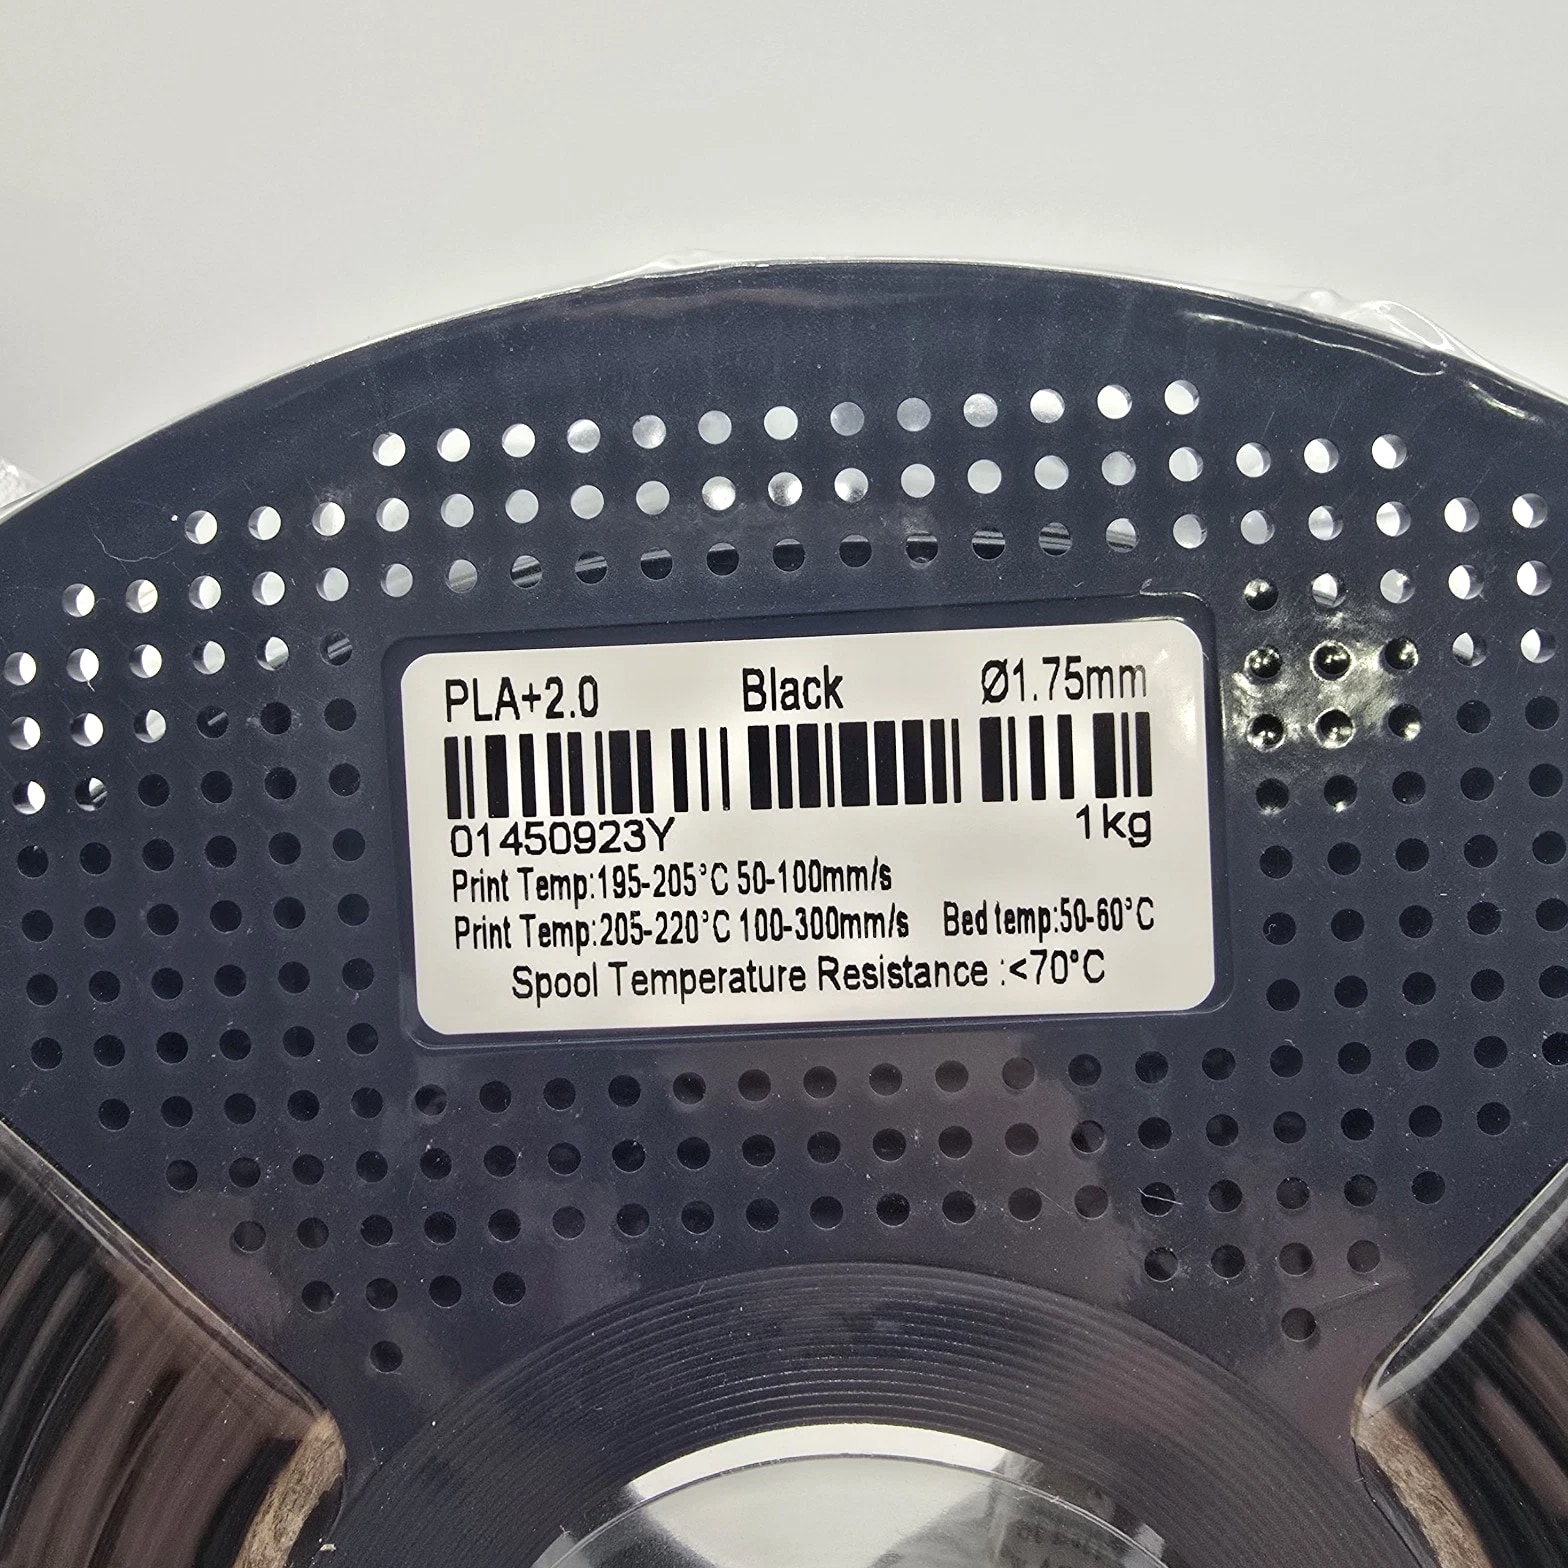 PLA+2.0 Black Ø1.75mm
01450923Y 1kg
Print Temp:195-205°C 50-100mm/s
Print Temp:205-220°C 100-300mm/s Bed temp:50-60°C
Spool Temperature Resistance :<70°C